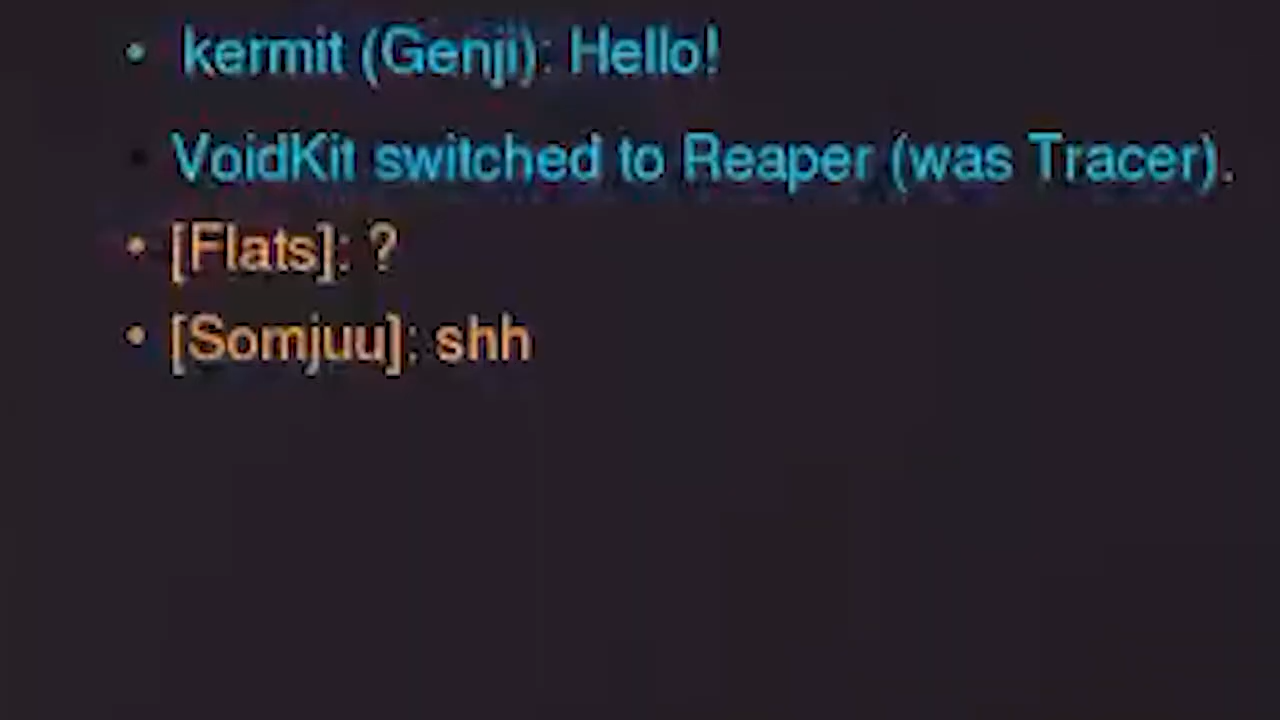 • kermit (Genji): Hello!
• VoidKit switched to Reaper (was Tracer).
• [Flats]: ?
• [Somjuu]: shh